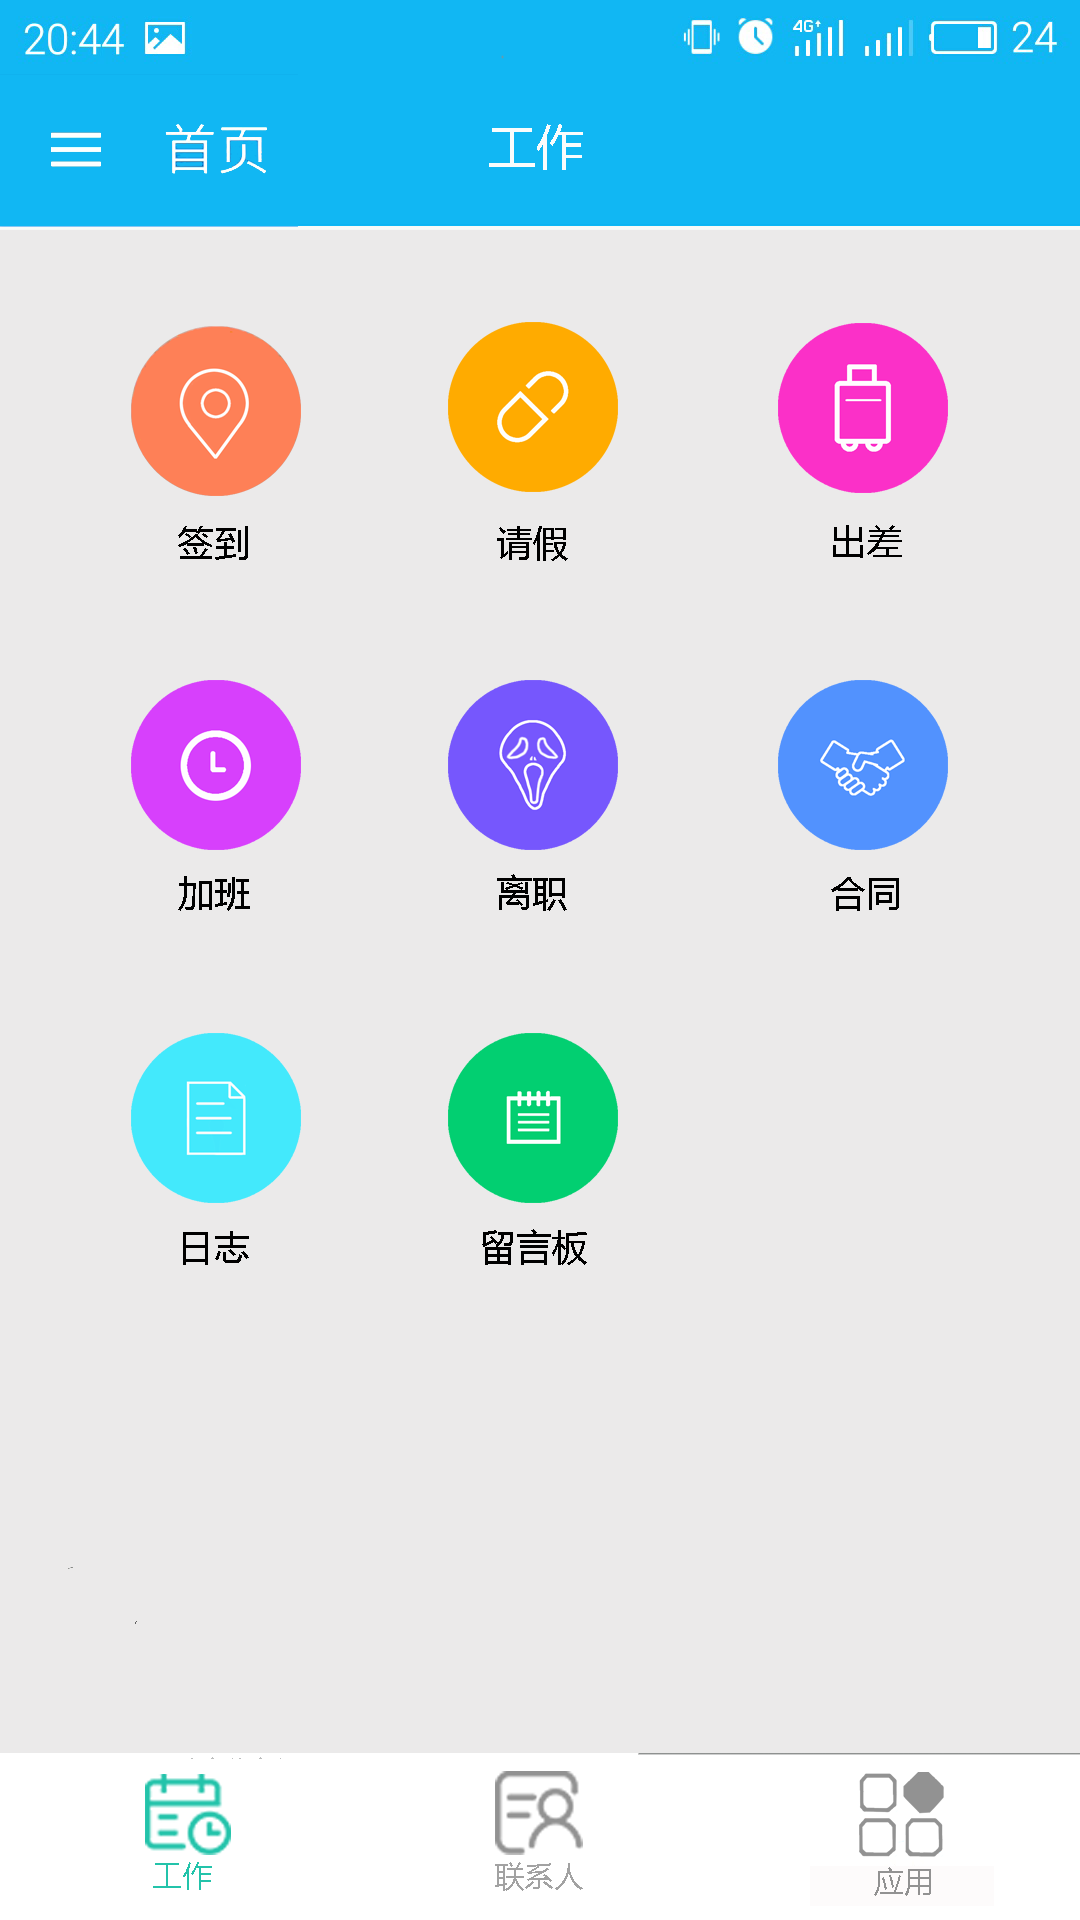 20:44 4G+ 24
首页 工作
签到 请假 出差
加班 离职 合同
日志 留言板
工作 联系人 应用